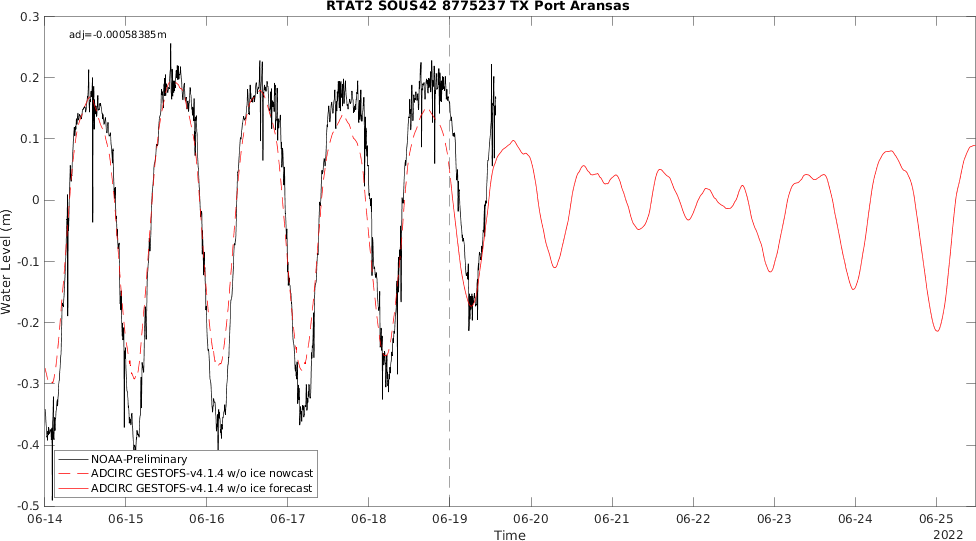 RTAT2 SOUS42 8775237 TX Port Aransas
adj=-0.00058385m
0.3
0.2
0.1
0
-0.1
-0.2
-0.3
-0.4
-0.5
Water Level (m)
NOAA-Preliminary
ADCIRC GESTOFS-v4.1.4 w/o ice nowcast
ADCIRC GESTOFS-v4.1.4 w/o ice forecast
06-14 06-15 06-16 06-17 06-18 06-19 06-20 06-21 06-22 06-23 06-24 06-25
Time
2022